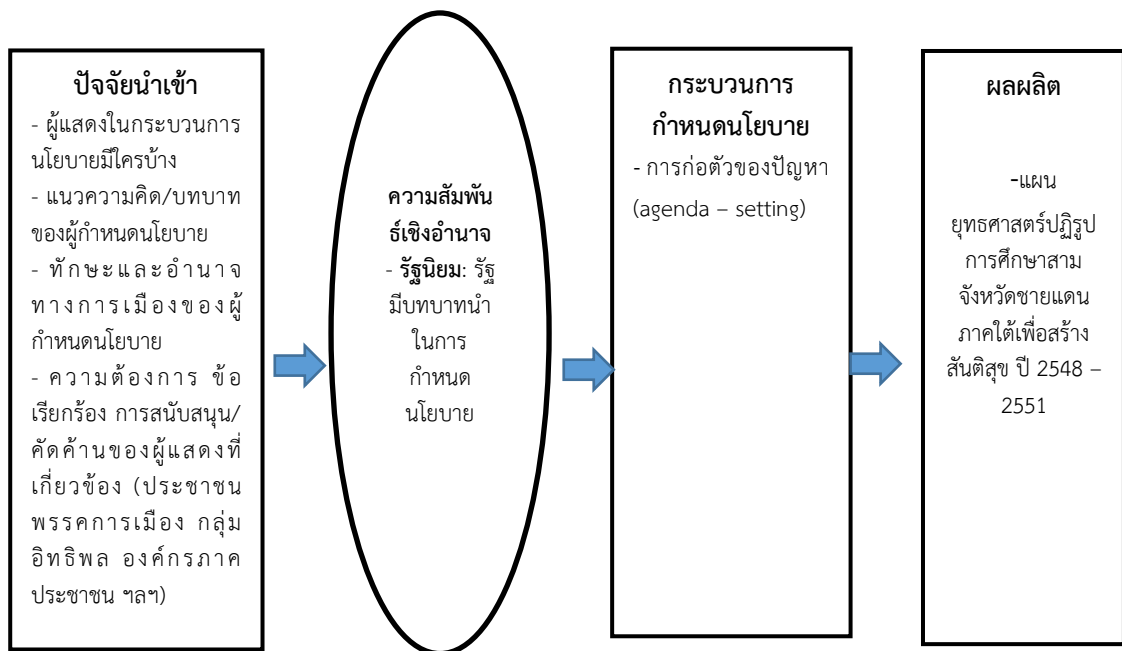 ปัจจัยนำเข้า
- ผู้แสดงในกระบวนการ
นโยบายมีใครบ้าง
- แนวความคิด/บทบาท
ของผู้กำหนดนโยบาย
- ทักษะและอำนาจ
ทางการเมืองของผู้
กำหนดนโยบาย
- ความต้องการ ข้อ
เรียกร้อง การสนับสนุน/
คัดค้านของผู้แสดงที่
เกี่ยวข้อง (ประชาชน
พรรคการเมือง กลุ่ม
อิทธิพล องค์กรภาค
ประชาชน ฯลฯ)
ความสัมพัน
ธ์เชิงอำนาจ
- รัฐนิยม: รัฐ
มีบทบาทนำ
ในการ
กำหนด
นโยบาย
กระบวนการ
กำหนดนโยบาย
- การก่อตัวของปัญหา
(agenda – setting)
ผลผลิต
-แผน
ยุทธศาสตร์ปฏิรูป
การศึกษาสาม
จังหวัดชายแดน
ภาคใต้เพื่อสร้าง
สันติสุข ปี 2548 –
2551